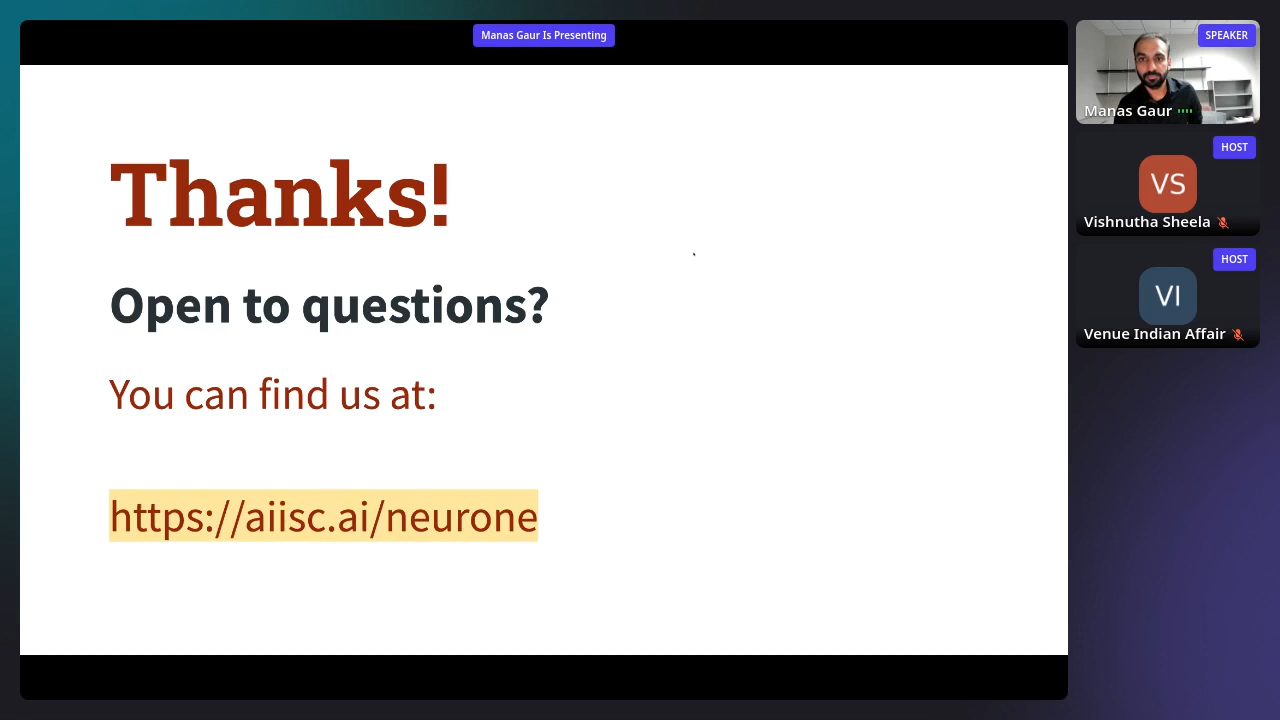 Manas Gaur Is Presenting
Thanks!
Open to questions?
You can find us at:
https://aiisc.ai/neurone
SPEAKER
Manas Gaur
HOST
VS
Vishnutha Sheela
HOST
VI
Venue Indian Affair